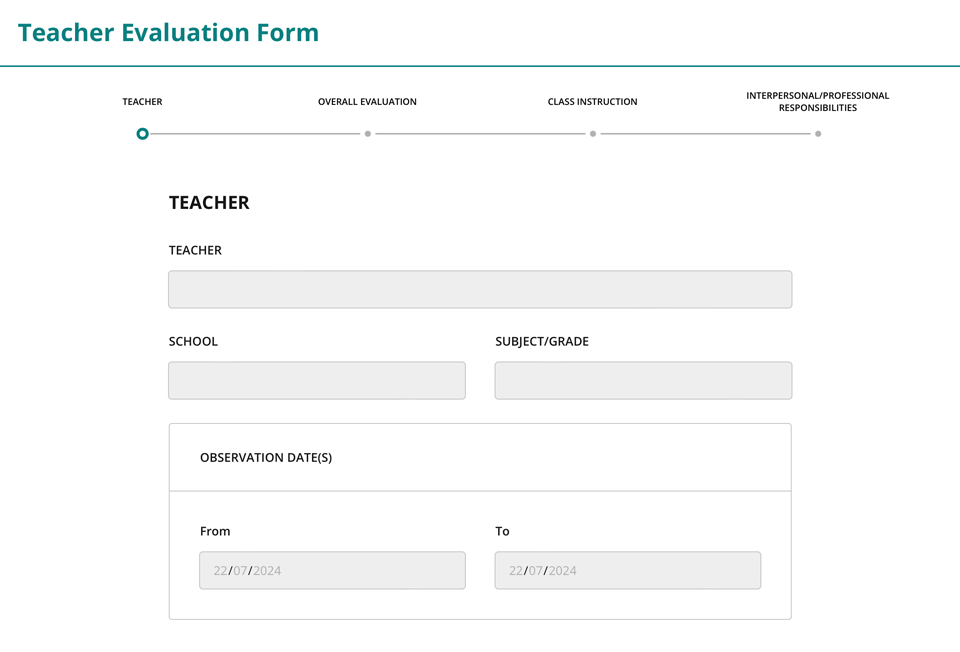 Teacher Evaluation Form
TEACHER
OVERALL EVALUATION
CLASS INSTRUCTION
INTERPERSONAL/PROFESSIONAL
RESPONSIBILITIES
TEACHER
TEACHER
SCHOOL
SUBJECT/GRADE
OBSERVATION DATE(S)
From
To
22/07/2024
22/07/2024